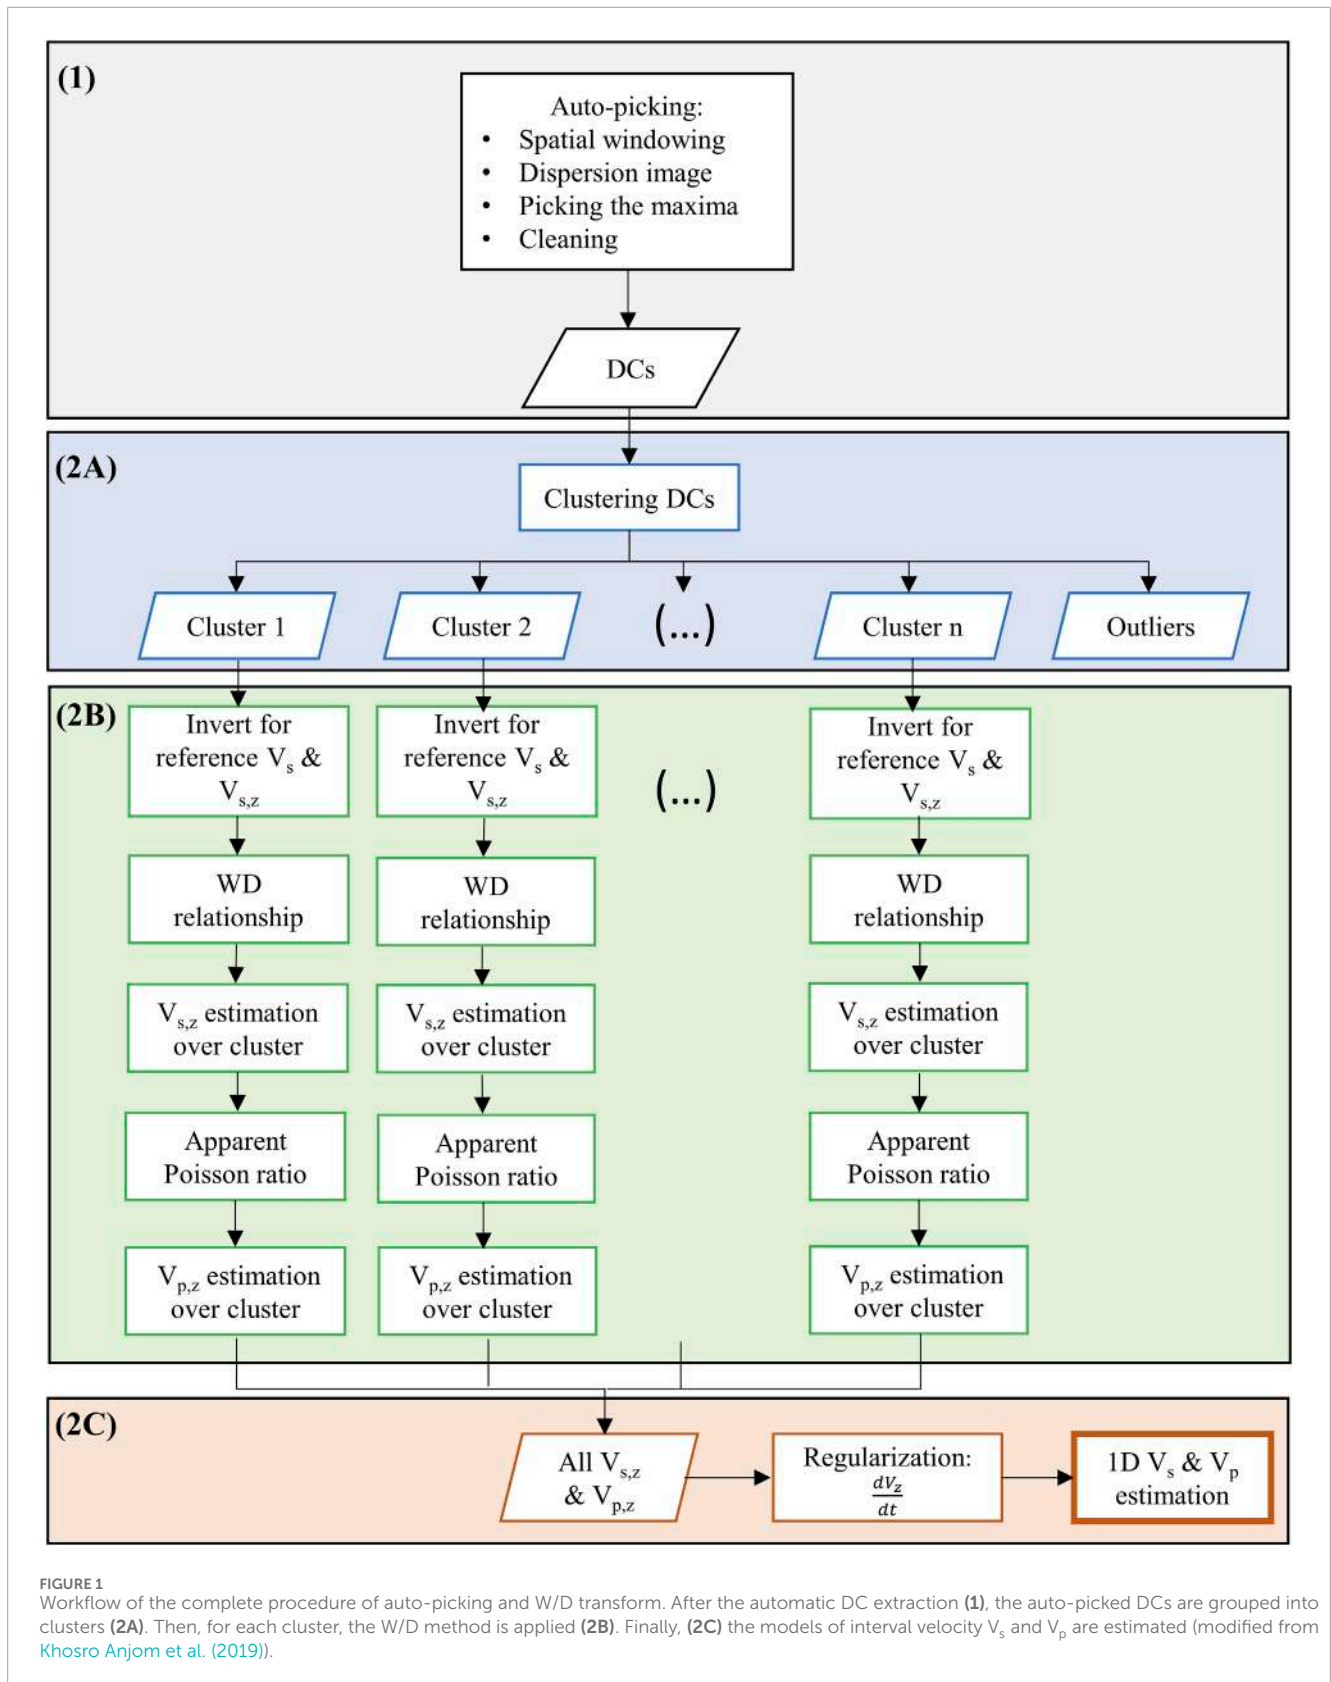 (1)
Auto-picking:
• Spatial windowing
• Dispersion image
• Picking the maxima
• Cleaning
DCs
(2A)
Clustering DCs
Cluster 1
Cluster 2
(...)
Cluster n
Outliers
(2B)
Invert for
reference Vs &
Vs,z
Invert for
reference Vs &
Vs,z
(...)
Invert for
reference Vs &
Vs,z
WD
relationship
WD
relationship
WD
relationship
Vs,z estimation
over cluster
Vs,z estimation
over cluster
Vs,z estimation
over cluster
Apparent
Poisson ratio
Apparent
Poisson ratio
Apparent
Poisson ratio
Vp,z estimation
over cluster
Vp,z estimation
over cluster
Vp,z estimation
over cluster
(2C)
All Vs,z
& Vp,z
Regularization:
dVz
dt
1D Vs & Vp
estimation
FIGURE 1
Workflow of the complete procedure of auto-picking and W/D transform. After the automatic DC extraction (1), the auto-picked DCs are grouped into
clusters (2A). Then, for each cluster, the W/D method is applied (2B). Finally, (2C) the models of interval velocity Vs and Vp are estimated (modified from
Khosro Anjom et al. (2019)).